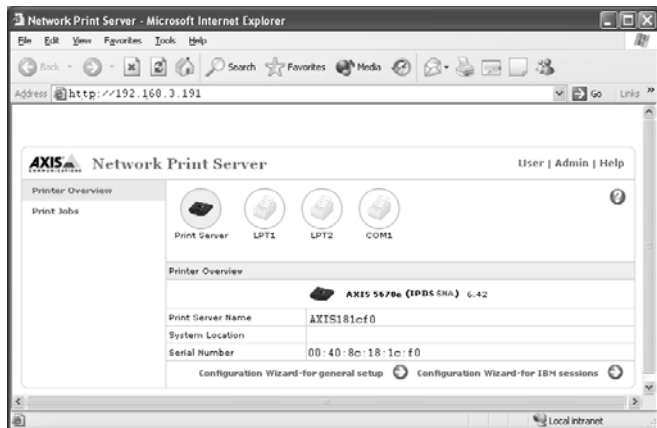 Network Print Server - Microsoft Internet Explorer
File Edit View Favorites Tools Help
Back Search Favorites Media
Address http://192.168.3.191 Go Links »
AXIS COMMUNICATIONS Network Print Server User | Admin | Help
Printer Overview
Print Jobs
Print Server LPT1 LPT2 COM1
Printer Overview
AXIS 5670e (IPDS SNA) 6.42
Print Server Name AXIS181cf0
System Location
Serial Number 00:40:8c:18:1c:f0
Configuration Wizard-for general setup Configuration Wizard-for IBM sessions
Local intranet